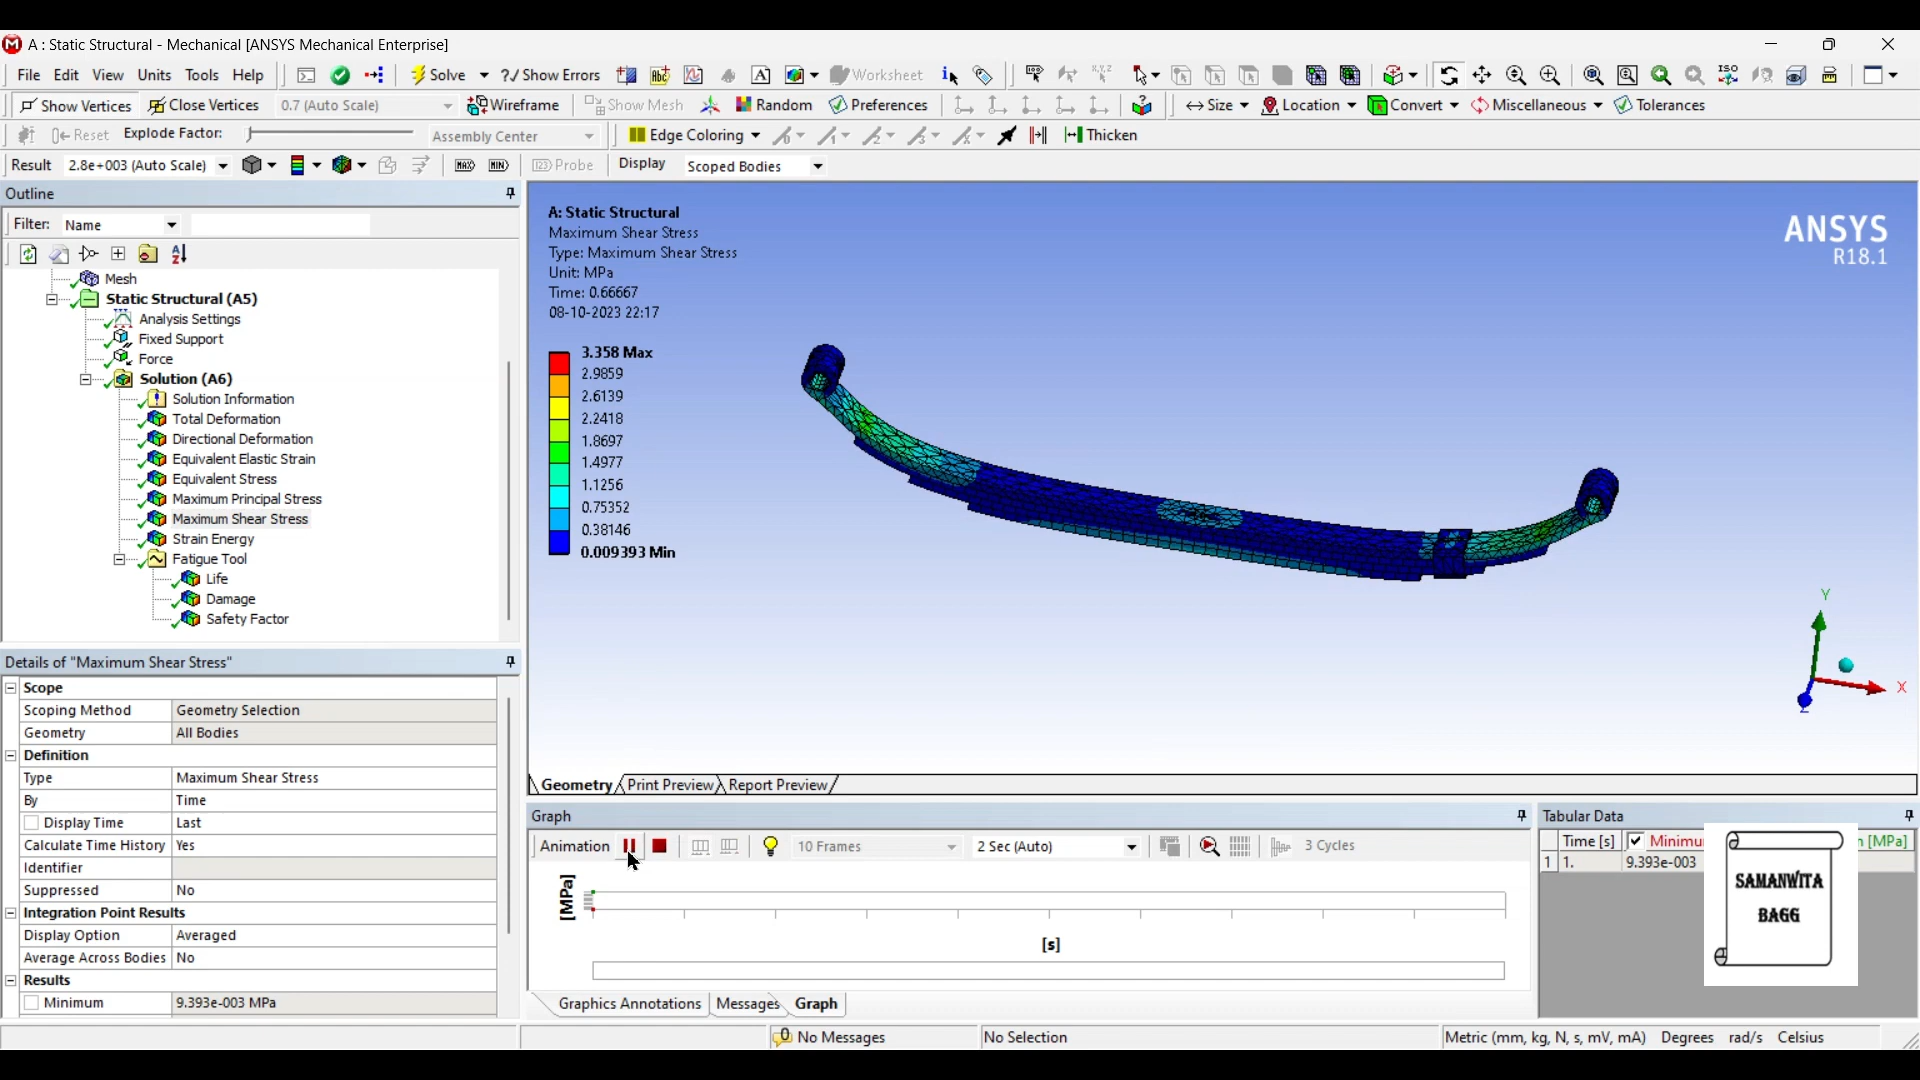 A : Static Structural - Mechanical [ANSYS Mechanical Enterprise]
File Edit View Units Tools Help Solve ?/ Show Errors Worksheet
Show Vertices Close Vertices 0.7 (Auto Scale) Wireframe Show Mesh Random Preferences Size Location Convert Miscellaneous Tolerances
Reset Explode Factor: Assembly Center Edge Coloring Thicken
Result 2.8e+003 (Auto Scale) MAX MIN Probe Display Scoped Bodies
Outline
Filter: Name
Mesh
Static Structural (A5)
Analysis Settings
Fixed Support
Force
Solution (A6)
Solution Information
Total Deformation
Directional Deformation
Equivalent Elastic Strain
Equivalent Stress
Maximum Principal Stress
Maximum Shear Stress
Strain Energy
Fatigue Tool
Life
Damage
Safety Factor
Details of "Maximum Shear Stress"
Scope
Scoping Method Geometry Selection
Geometry All Bodies
Definition
Type Maximum Shear Stress
By Time
Display Time Last
Calculate Time History Yes
Identifier
Suppressed No
Integration Point Results
Display Option Averaged
Average Across Bodies No
Results
Minimum 9.393e-003 MPa
A: Static Structural
Maximum Shear Stress
Type: Maximum Shear Stress
Unit: MPa
Time: 0.66667
08-10-2023 22:17
3.358 Max
2.9859
2.6139
2.2418
1.8697
1.4977
1.1256
0.75352
0.38146
0.009393 Min
ANSYS
R18.1
Y
X
Z
Geometry Print Preview Report Preview
Graph
Animation 10 Frames 2 Sec (Auto) 3 Cycles
[MPa]
[s]
Graphics Annotations Messages Graph
Tabular Data
Time [s] [MPa]
1 1. 9.393e-003
SAMANWITA
BAGG
No Messages No Selection Metric (mm, kg, N, s, mV, mA) Degrees rad/s Celsius